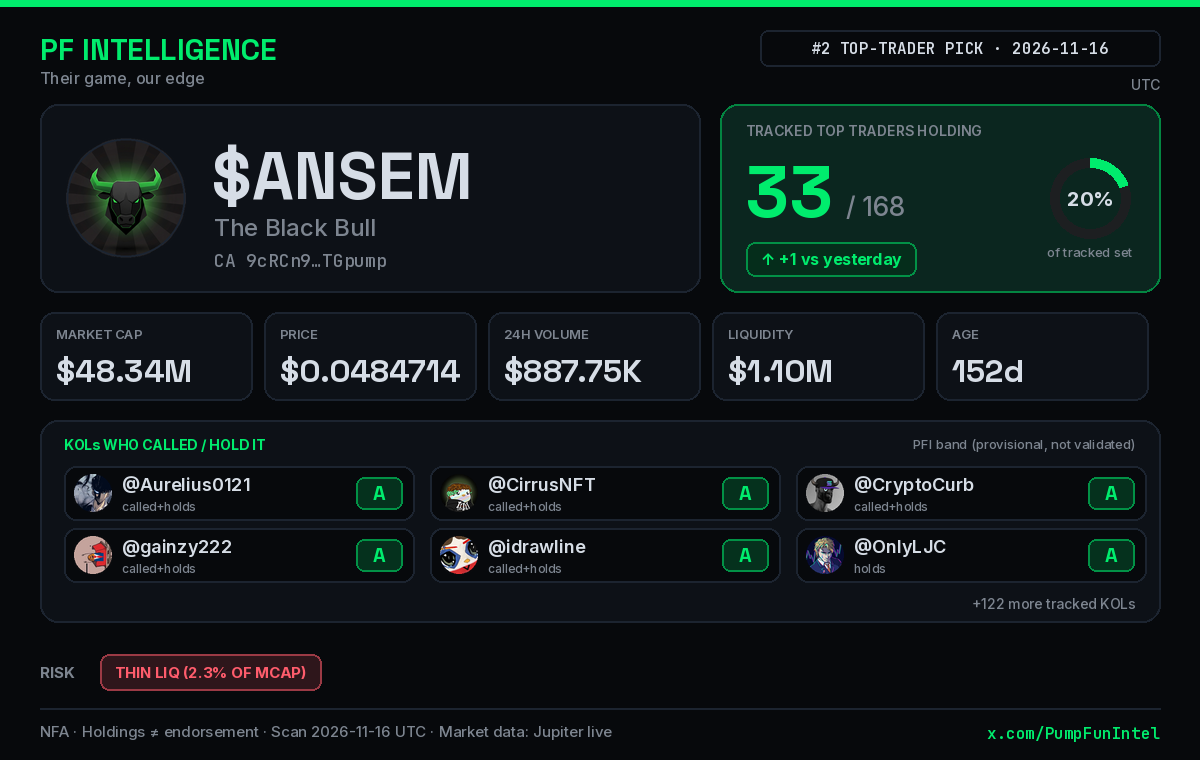 PF INTELLIGENCE
Their game, our edge
#2 TOP-TRADER PICK · 2026-11-16
UTC
$ANSEM
The Black Bull
CA 9cRCn9…TGpump
TRACKED TOP TRADERS HOLDING
33 / 168
↑ +1 vs yesterday
20%
of tracked set
MARKET CAP
$48.34M
PRICE
$0.0484714
24H VOLUME
$887.75K
LIQUIDITY
$1.10M
AGE
152d
KOLs WHO CALLED / HOLD IT
PFI band (provisional, not validated)
@Aurelius0121
called+holds
A
@CirrusNFT
called+holds
A
@CryptoCurb
called+holds
A
@gainzy222
called+holds
A
@idrawline
called+holds
A
@OnlyLJC
holds
A
+122 more tracked KOLs
RISK
THIN LIQ (2.3% OF MCAP)
NFA · Holdings ≠ endorsement · Scan 2026-11-16 UTC · Market data: Jupiter live
x.com/PumpFunIntel